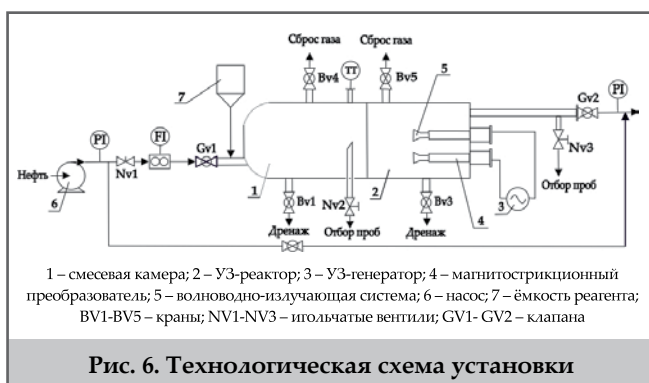 Сброс газа Сброс газа
Bv4
TT
Bv5
5
7
PI
FI
Gv1
Gv2
PI
Nv3
Отбор проб
Нефть
6
Nv1
1
Bv1
Nv2
2
Bv3
4
3
Дренаж Отбор проб Дренаж
1 – смесевая камера; 2 – УЗ-реактор; 3 – УЗ-генератор; 4 – магнитострикционный
преобразователь; 5 – волноводно-излучающая система; 6 – насос; 7 – ёмкость реагента;
BV1-BV5 – краны; NV1-NV3 – игольчатые вентили; GV1- GV2 – клапана
Рис. 6. Технологическая схема установки